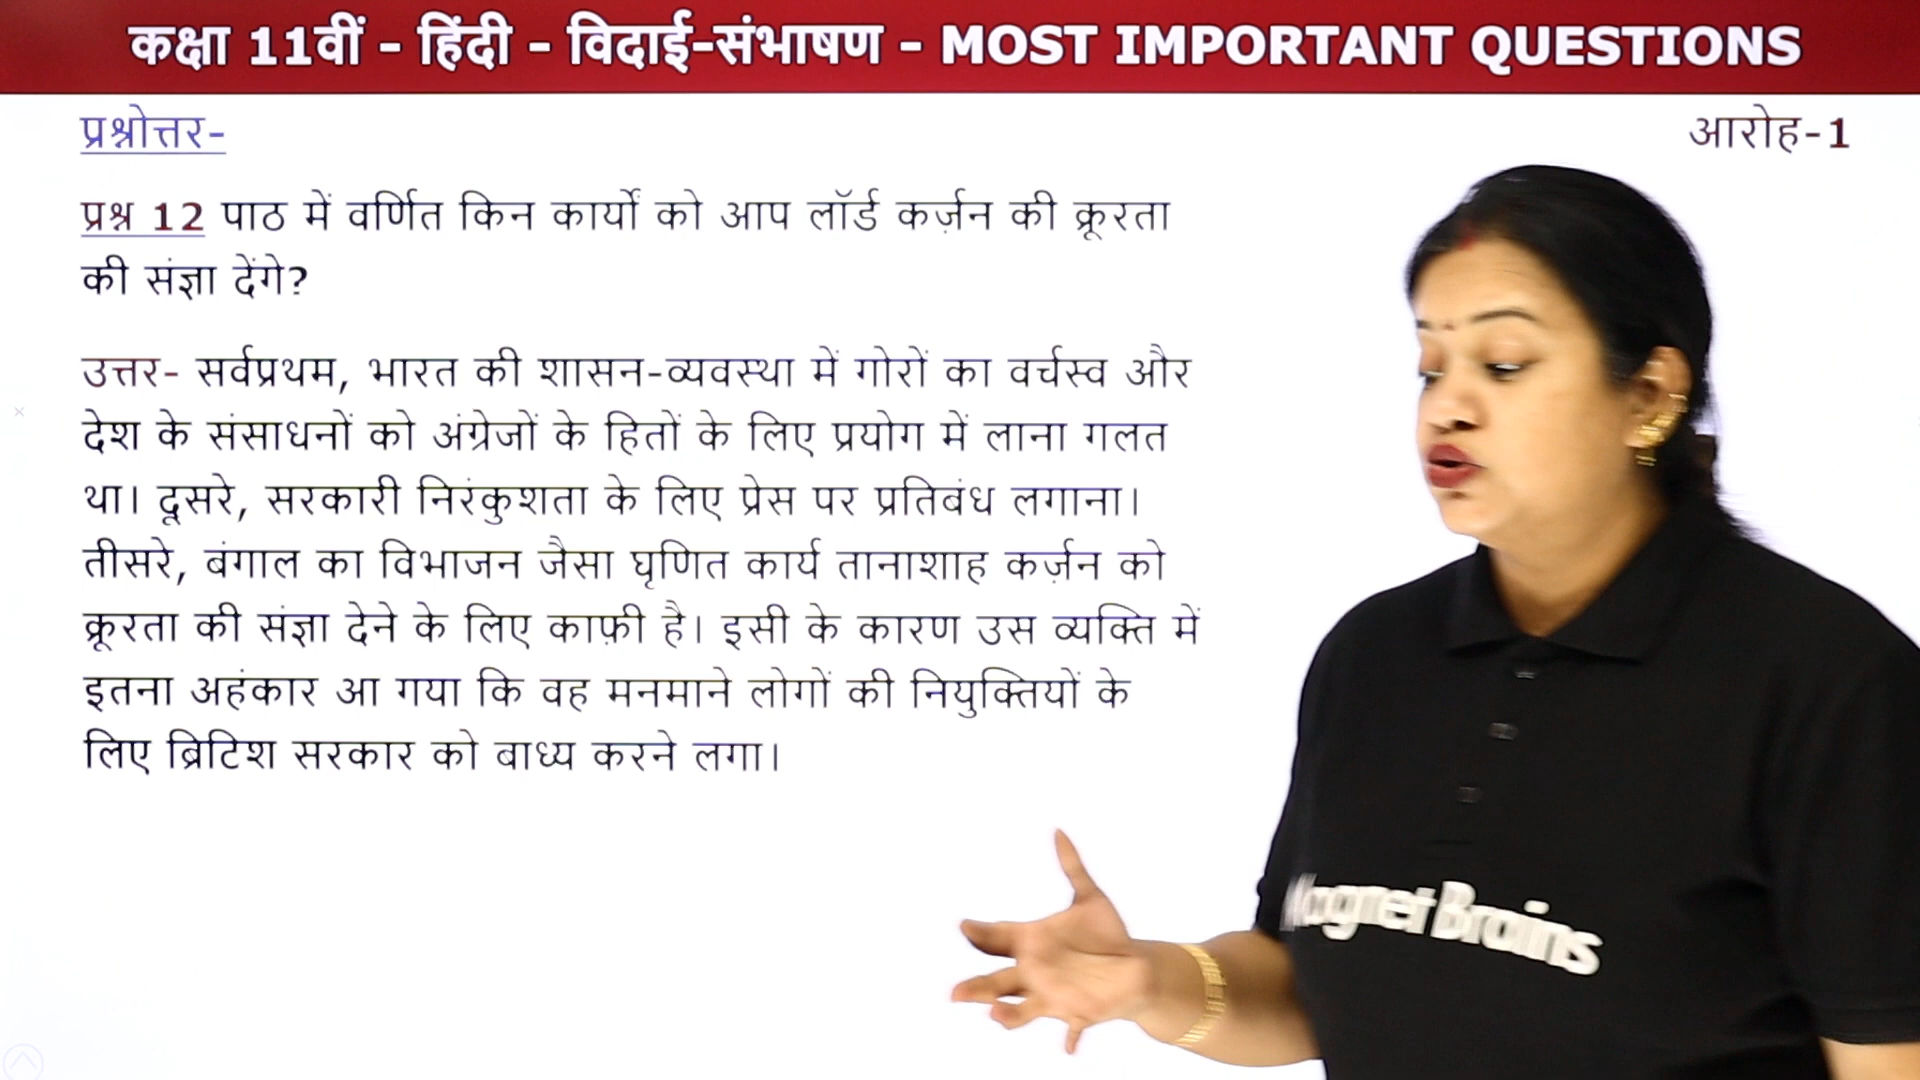 कक्षा 11वीं - हिंदी - विदाई-संभाषण - MOST IMPORTANT QUESTIONS
प्रश्नोत्तर-
आरोह-1
प्रश्न 12 पाठ में वर्णित किन कार्यों को आप लॉर्ड कर्ज़न की क्रूरता
की संज्ञा देंगे?
उत्तर- सर्वप्रथम, भारत की शासन-व्यवस्था में गोरों का वर्चस्व और
देश के संसाधनों को अंग्रेजों के हितों के लिए प्रयोग में लाना गलत
था। दूसरे, सरकारी निरंकुशता के लिए प्रेस पर प्रतिबंध लगाना।
तीसरे, बंगाल का विभाजन जैसा घृणित कार्य तानाशाह कर्ज़न को
क्रूरता की संज्ञा देने के लिए काफ़ी है। इसी के कारण उस व्यक्ति में
इतना अहंकार आ गया कि वह मनमाने लोगों की नियुक्तियों के
लिए ब्रिटिश सरकार को बाध्य करने लगा।
Magnet Brains